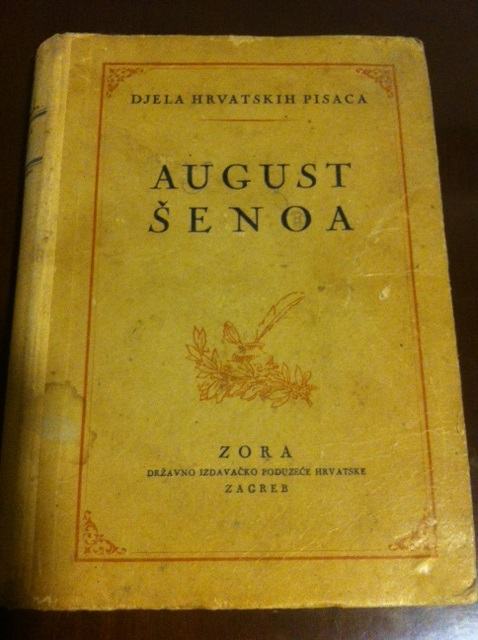 DJELA HRVATSKIH PISACA
AUGUST
ŠENOA
ZORA
DRŽAVNO IZDAVAČKO PODUZEĆE HRVATSKE
ZAGREB